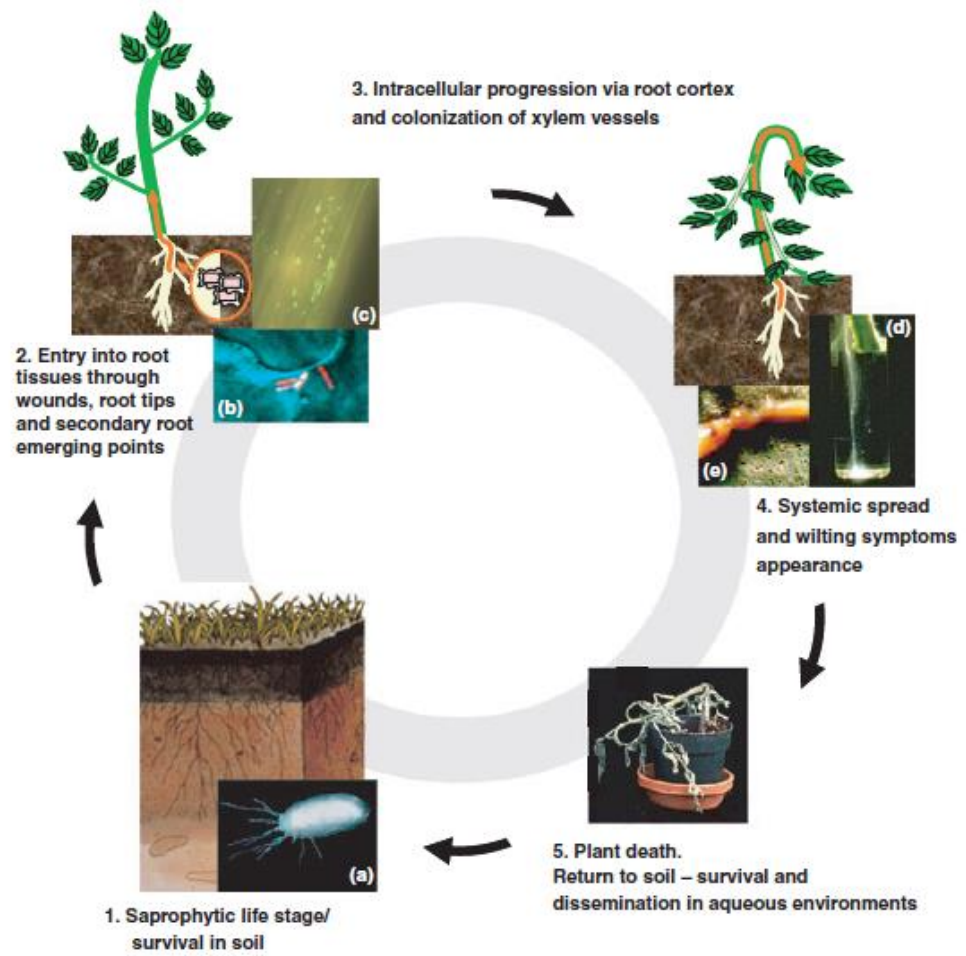 3. Intracellular progression via root cortex
and colonization of xylem vessels
(c)
(b)
2. Entry into root
tissues through
wounds, root tips
and secondary root
emerging points
(d)
(e)
4. Systemic spread
and wilting symptoms
appearance
(a)
1. Saprophytic life stage/
survival in soil
5. Plant death.
Return to soil – survival and
dissemination in aqueous environments